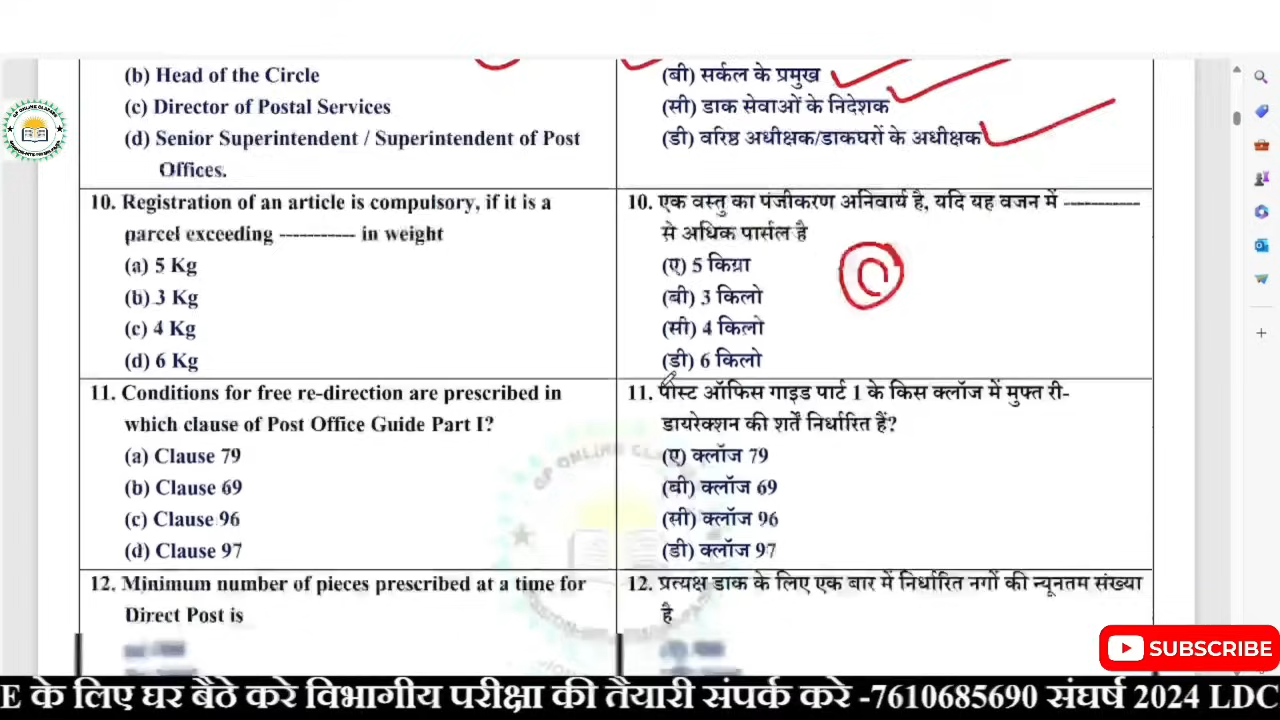 (b) Head of the Circle
(c) Director of Postal Services
(d) Senior Superintendent / Superintendent of Post
Offices.
(बी) सर्कल के प्रमुख
(सी) डाक सेवाओं के निदेशक
(डी) वरिष्ठ अधीक्षक/डाकघरों के अधीक्षक
10. Registration of an article is compulsory, if it is a
parcel exceeding ----------- in weight
(a) 5 Kg
(b) 3 Kg
(c) 4 Kg
(d) 6 Kg
10. एक वस्तु का पंजीकरण अनिवार्य है, यदि यह वजन में -----------
से अधिक पार्सल है
(ए) 5 किग्रा
(बी) 3 किलो
(सी) 4 किलो
(डी) 6 किलो
C
11. Conditions for free re-direction are prescribed in
which clause of Post Office Guide Part I?
(a) Clause 79
(b) Clause 69
(c) Clause 96
(d) Clause 97
11. पोस्ट ऑफिस गाइड पार्ट 1 के किस क्लॉज में मुफ्त री-
डायरेक्शन की शर्तें निर्धारित हैं?
(ए) क्लॉज 79
(बी) क्लॉज 69
(सी) क्लॉज 96
(डी) क्लॉज 97
12. Minimum number of pieces prescribed at a time for
Direct Post is
12. प्रत्यक्ष डाक के लिए एक बार में निर्धारित नगों की न्यूनतम संख्या
है
SUBSCRIBE
E के लिए घर बैठे करे विभागीय परीक्षा की तैयारी संपर्क करे -7610685690 संघर्ष 2024 LDC